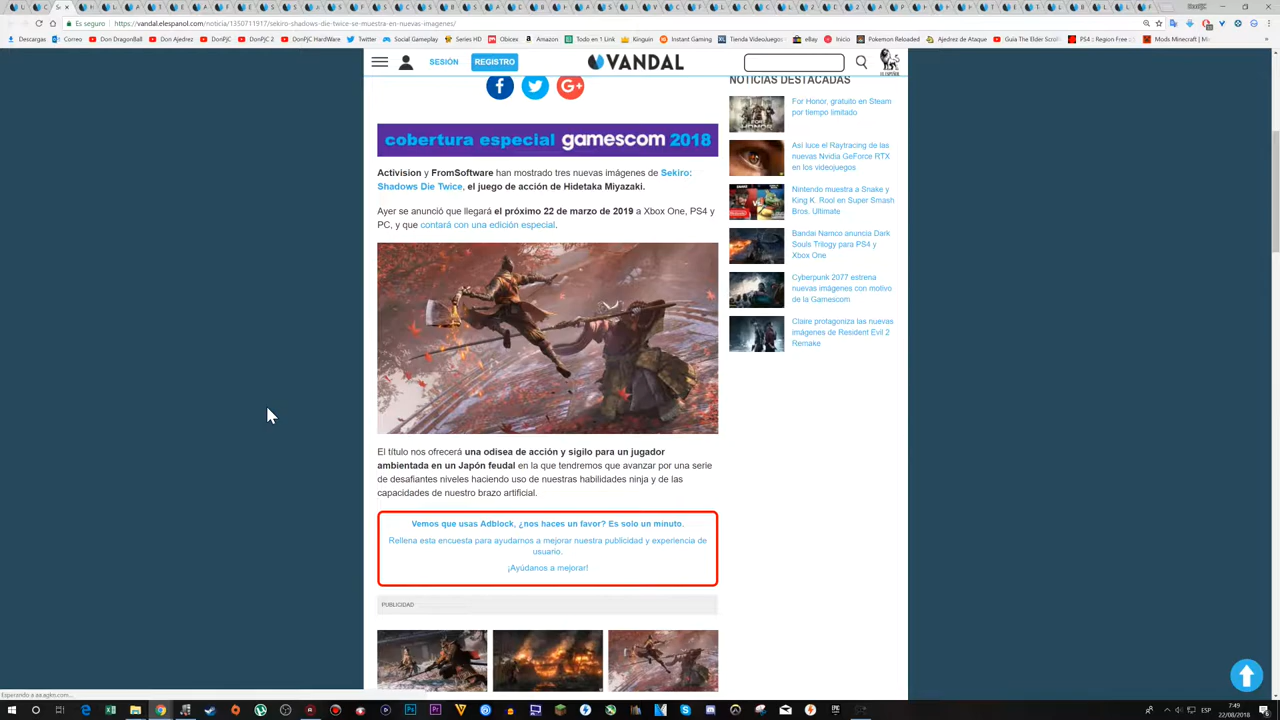 Es seguro | https://vandal.elespanol.com/noticia/1350711917/sekiro-shadows-die-twice-se-muestra-en-nuevas-imagenes/
Descargas Correo Don DragonBall DonPjC DonAjedrez DonPjC 2 DonPjC HardWare Twitter Social Gameplay Series HD Obicex Amazon Todo en 1 Link Kinguin Instant Gaming Tienda VideoJuegos eBay Inicio Pokemon Reloaded Ajedrez de Ataque Guia The Elder Scroll PS4 : Region Free Mods Minecraft | Mi »
SESIÓN REGISTRO VANDAL EL ESPAÑOL
cobertura especial gamescom 2018
Activision y FromSoftware han mostrado tres nuevas imágenes de Sekiro:
Shadows Die Twice, el juego de acción de Hidetaka Miyazaki.
Ayer se anunció que llegará el próximo 22 de marzo de 2019 a Xbox One, PS4 y
PC, y que contará con una edición especial.
El título nos ofrecerá una odisea de acción y sigilo para un jugador
ambientada en un Japón feudal en la que tendremos que avanzar por una serie
de desafiantes niveles haciendo uso de nuestras habilidades ninja y de las
capacidades de nuestro brazo artificial.
Vemos que usas Adblock, ¿nos haces un favor? Es solo un minuto.
Rellena esta encuesta para ayudarnos a mejorar nuestra publicidad y experiencia de
usuario.
¡Ayúdanos a mejorar!
PUBLICIDAD
NOTICIAS DESTACADAS
For Honor, gratuito en Steam
por tiempo limitado
Así luce el Raytracing de las
nuevas Nvidia GeForce RTX
en los videojuegos
Nintendo muestra a Snake y
King K. Rool en Super Smash
Bros. Ultimate
Bandai Namco anuncia Dark
Souls Trilogy para PS4 y
Xbox One
Cyberpunk 2077 estrena
nuevas imágenes con motivo
de la Gamescom
Claire protagoniza las nuevas
imágenes de Resident Evil 2
Remake
Esperando a aa.agkn.com...
ESP
7:49
22/08/2018